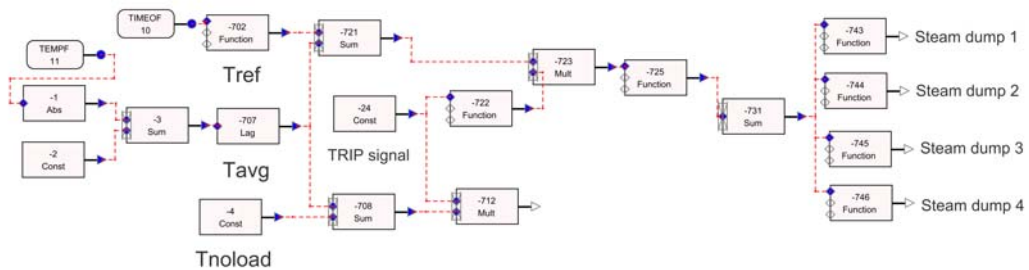 TIMEOF
10
-702
Function
Tref
-721
Sum
TEMPF
11
-1
Abs
-2
Const
-3
Sum
-707
Lag
Tavg
-24
Const
TRIP signal
-722
Function
-723
Mult
-725
Function
-731
Sum
-4
Const
Tnoload
-708
Sum
-712
Mult
-743
Function
Steam dump 1
-744
Function
Steam dump 2
-745
Function
Steam dump 3
-746
Function
Steam dump 4